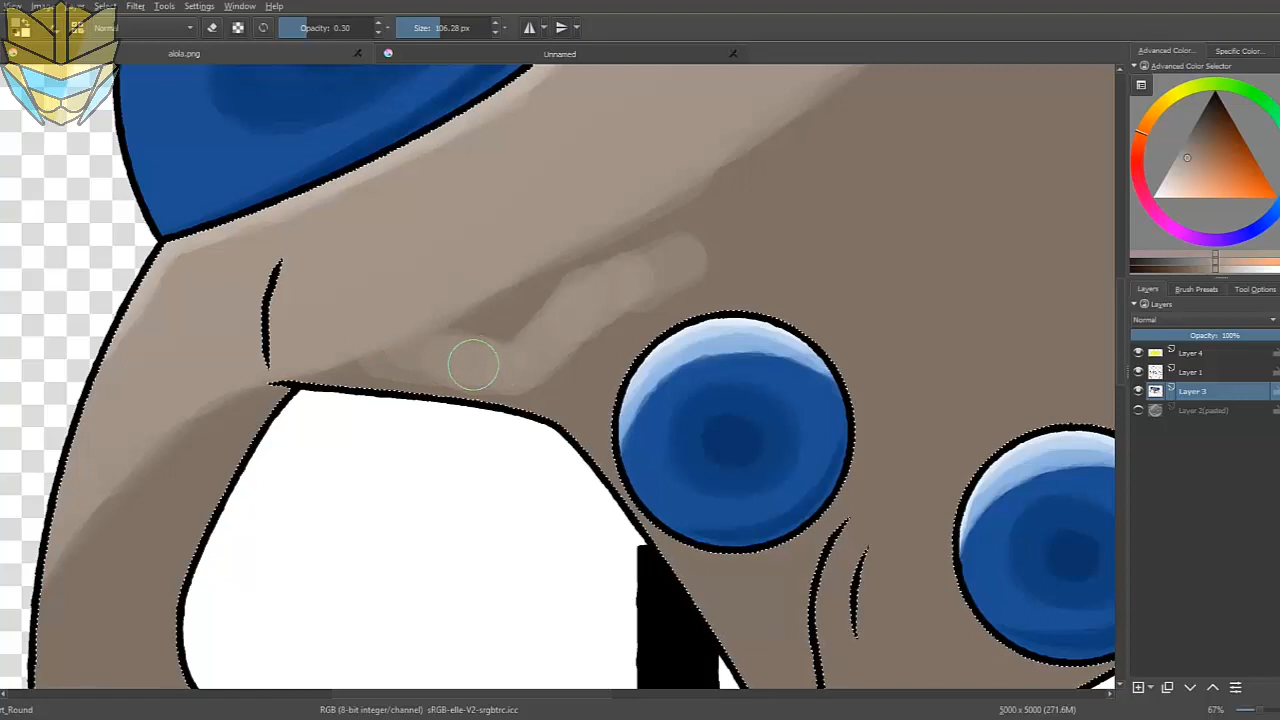 View Image Layer Select Filter Tools Settings Window Help
Normal Opacity: 0.30 Size: 106.28 px
alola.png Unnamed
Advanced Color... Specific Color...
Advanced Color Selector
Layers Brush Presets Tool Options
Layers
Normal
Opacity: 100%
Layer 4
Layer 1
Layer 3
Layer 2(pasted)
rt_Round RGB (8-bit integer/channel) sRGB-elle-V2-srgbtrc.icc 5000 x 5000 (271.6M) 67%